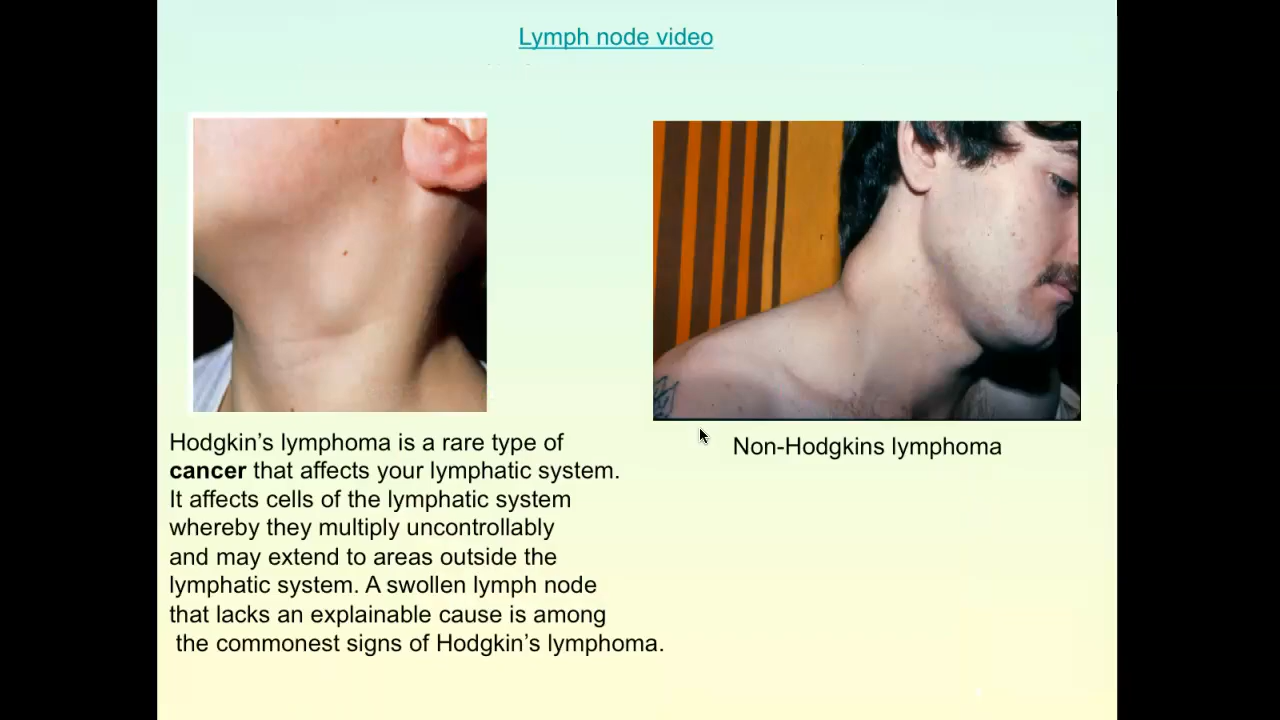 Lymph node video
Hodgkin’s lymphoma is a rare type of
cancer that affects your lymphatic system.
It affects cells of the lymphatic system
whereby they multiply uncontrollably
and may extend to areas outside the
lymphatic system. A swollen lymph node
that lacks an explainable cause is among
the commonest signs of Hodgkin’s lymphoma.
Non-Hodgkins lymphoma